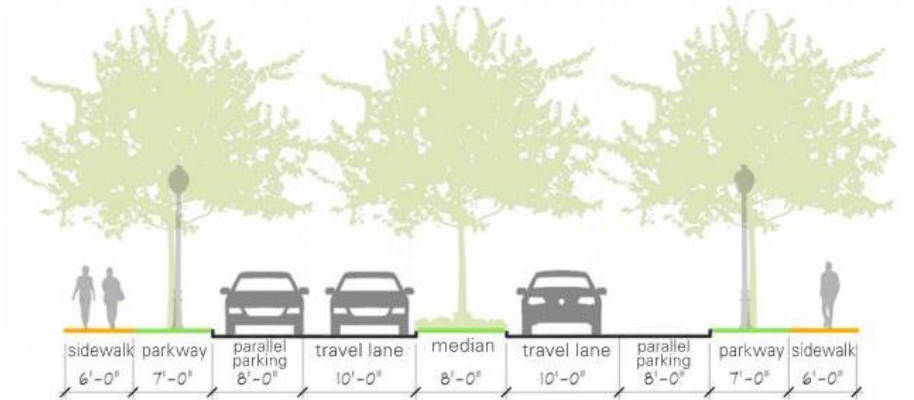 sidewalk parkway parallel parking travel lane median travel lane parallel parking parkway sidewalk
6'-0" 7'-0" 8'-0" 10'-0" 8'-0" 10'-0" 8'-0" 7'-0" 6'-0"